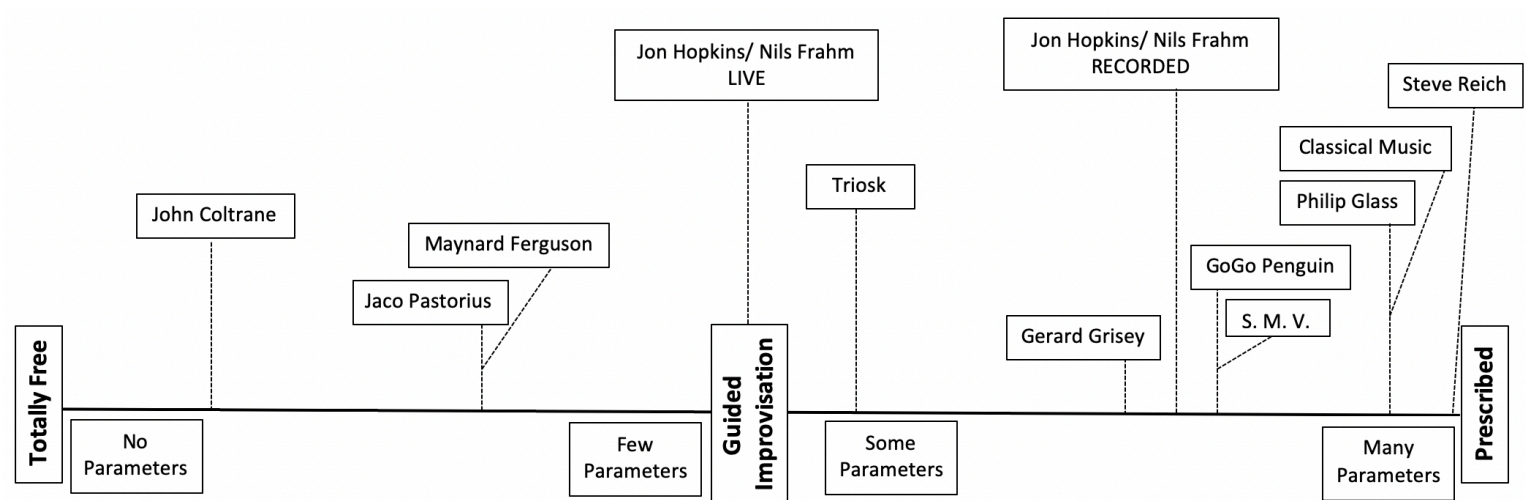 Jon Hopkins/ Nils Frahm
LIVE
Jon Hopkins/ Nils Frahm
RECORDED
Steve Reich
Classical Music
Triosk
Philip Glass
John Coltrane
Maynard Ferguson
GoGo Penguin
Jaco Pastorius
S. M. V.
Gerard Grisey
Totally Free
Guided
Improvisation
Prescribed
No
Parameters
Few
Parameters
Some
Parameters
Many
Parameters